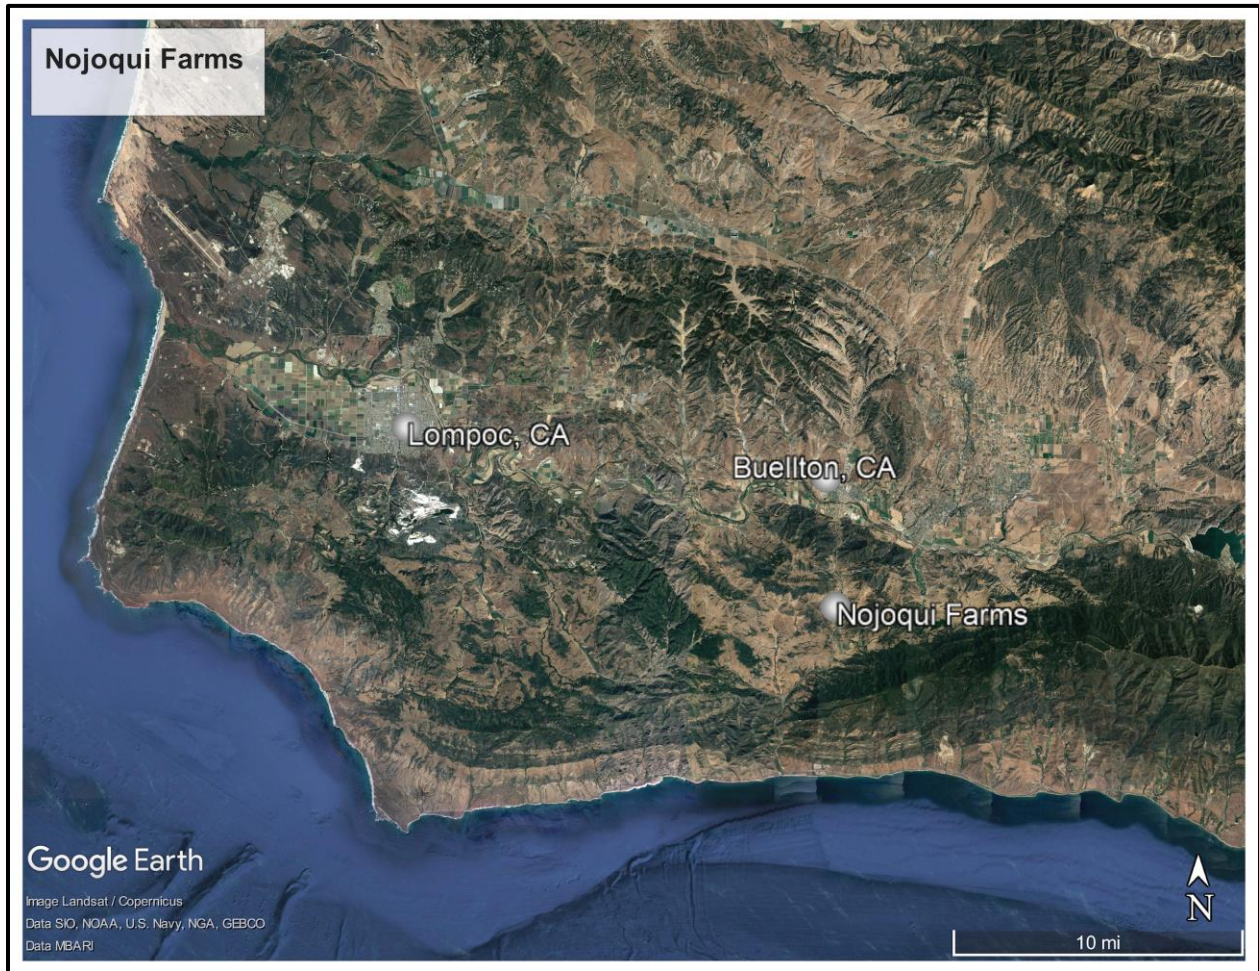 Nojoqui Farms
Lompoc, CA
Buellton, CA
Nojoqui Farms
Google Earth
Image Landsat / Copernicus
Data SIO, NOAA, U.S. Navy, NGA, GEBCO
Data MBARI
N
10 mi